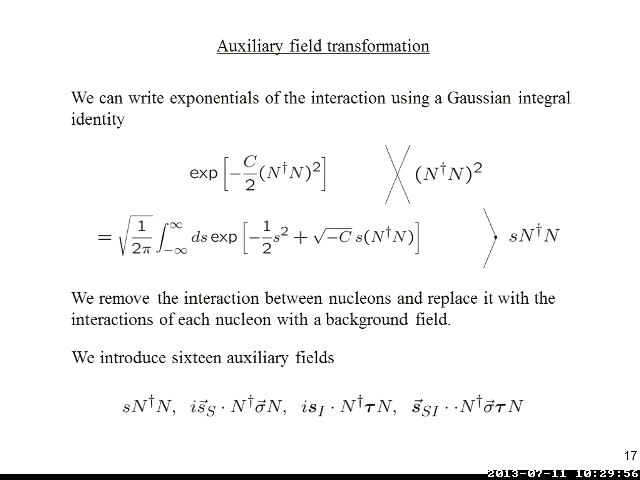 Auxiliary field transformation
We can write exponentials of the interaction using a Gaussian integral
identity
exp[−C/2(N†N)²] (N†N)²
= √(1/2π) ∫_{−∞}^{∞} ds exp[−1/2 s² + √−C s(N†N)] sN†N
We remove the interaction between nucleons and replace it with the
interactions of each nucleon with a background field.
We introduce sixteen auxiliary fields
sN†N, is⃗_S · N†σ⃗N, is_I · N†τN, s⃗_SI ·· N†σ⃗τN
17
2013-07-11 10:29:56